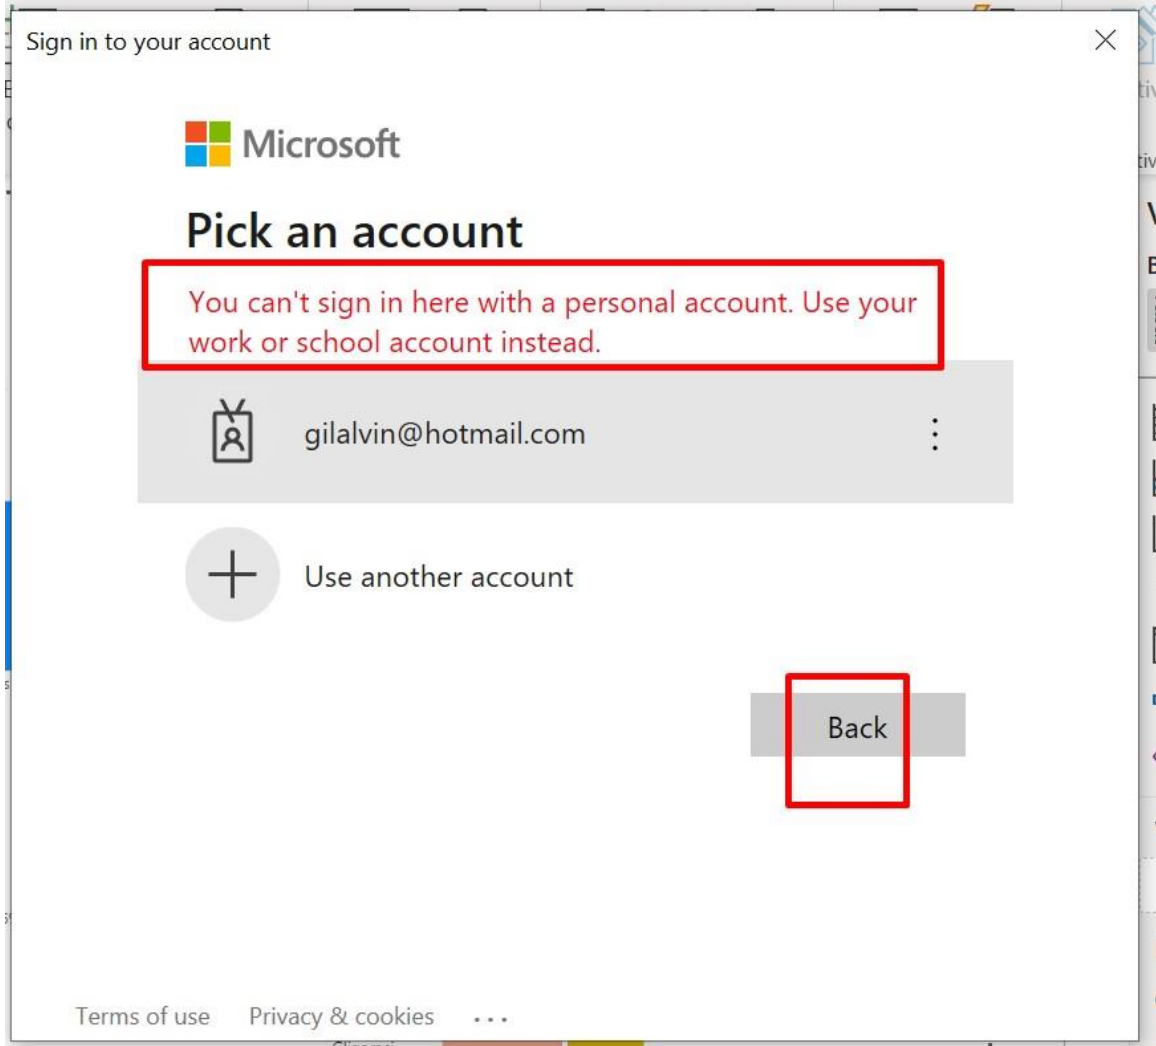 Sign in to your account
Microsoft
Pick an account
You can't sign in here with a personal account. Use your
work or school account instead.
gilalvin@hotmail.com
Use another account
Back
Terms of use Privacy & cookies ...